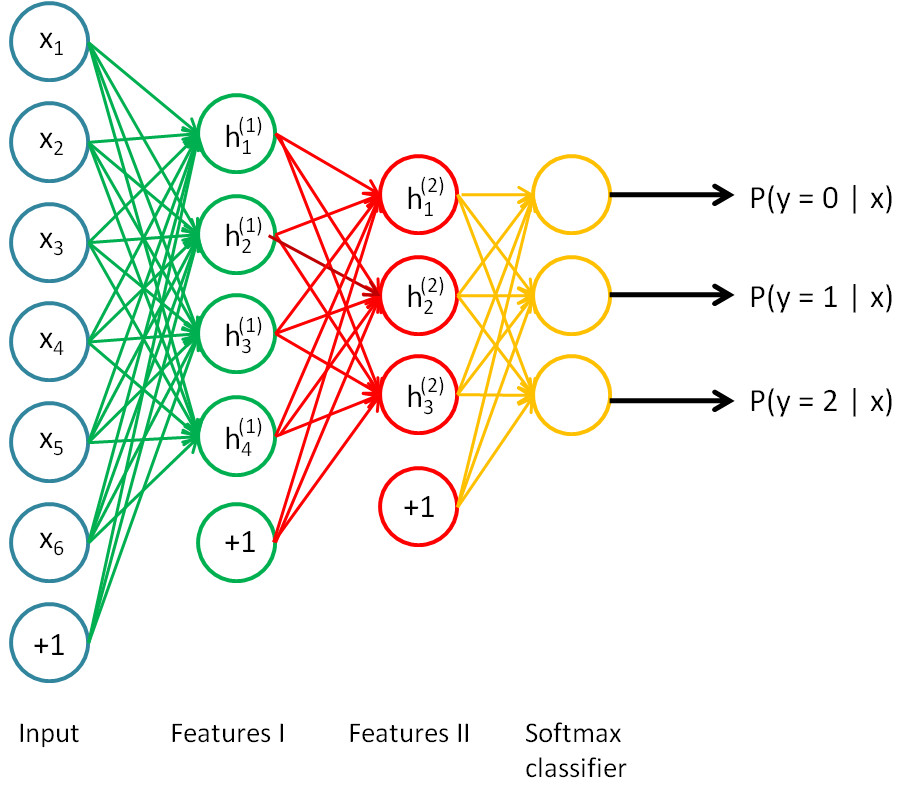 x₁
x₂
x₃
x₄
x₅
x₆
+1
h₁⁽¹⁾
h₂⁽¹⁾
h₃⁽¹⁾
h₄⁽¹⁾
+1
h₁⁽²⁾
h₂⁽²⁾
h₃⁽²⁾
+1
P(y = 0 | x)
P(y = 1 | x)
P(y = 2 | x)
Input
Features I
Features II
Softmax
classifier